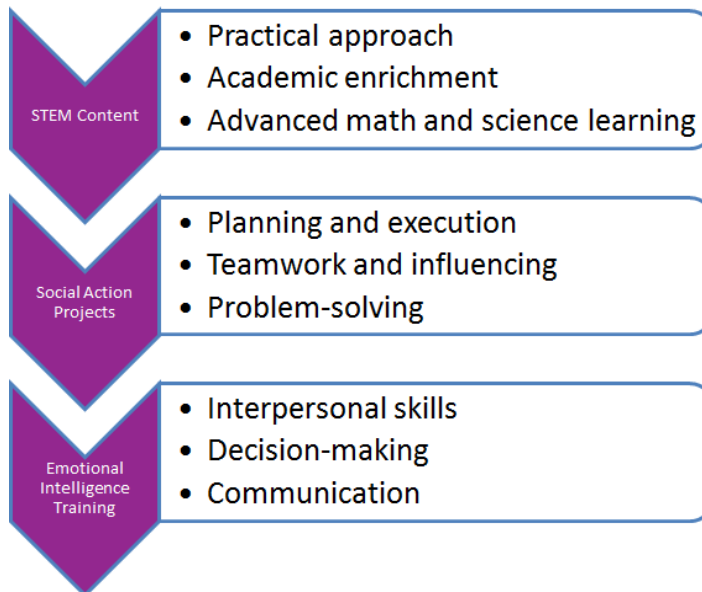 STEM Content
• Practical approach
• Academic enrichment
• Advanced math and science learning
Social Action
Projects
• Planning and execution
• Teamwork and influencing
• Problem-solving
Emotional
Intelligence
Training
• Interpersonal skills
• Decision-making
• Communication